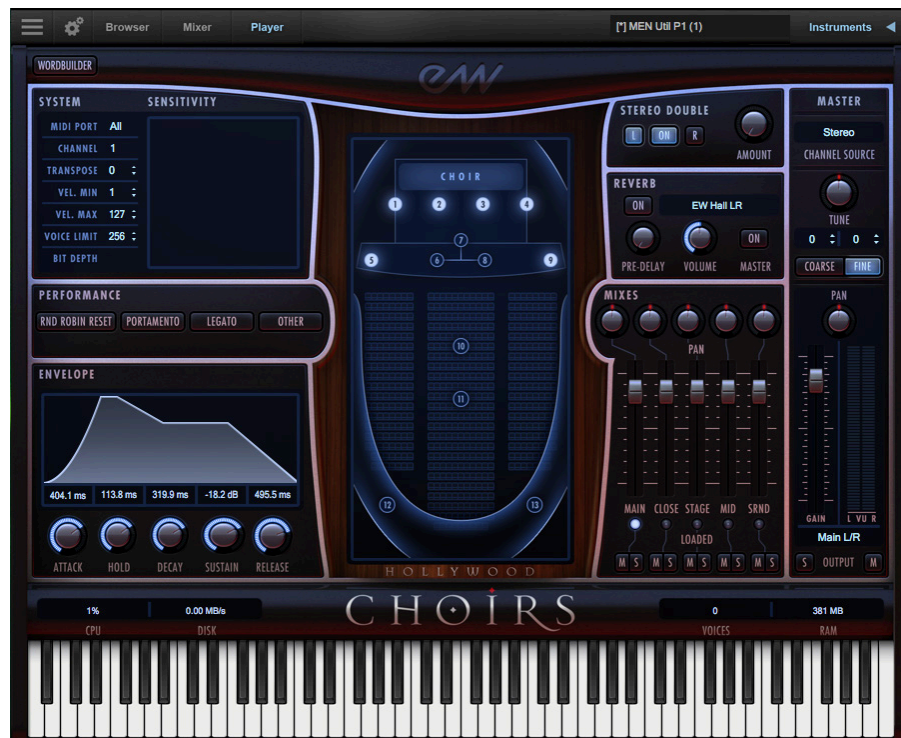 Browser Mixer Player [*] MEN Util P1 (1) Instruments
WORDBUILDER
SYSTEM SENSITIVITY
MIDI PORT All
CHANNEL 1
TRANSPOSE 0
VEL. MIN 1
VEL. MAX 127
VOICE LIMIT 256
BIT DEPTH
PERFORMANCE
RND ROBIN RESET PORTAMENTO LEGATO OTHER
ENVELOPE
404.1 ms 113.8 ms 319.9 ms -18.2 dB 495.5 ms
ATTACK HOLD DECAY SUSTAIN RELEASE
CHOIR
1 2 3 4
7
5 6 8 9
10
11
12 13
HOLLYWOOD
STEREO DOUBLE
L ON R
AMOUNT
REVERB
ON EW Hall LR
ON
PRE-DELAY VOLUME MASTER
MIXES
PAN
MAIN CLOSE STAGE MID SRND
LOADED
M S M S M S M S M S
MASTER
Stereo
CHANNEL SOURCE
TUNE
0 0
COARSE FINE
PAN
GAIN L VU R
Main L/R
S OUTPUT M
1% 0.00 MB/s
CPU DISK
CHOIRS
0 381 MB
VOICES RAM